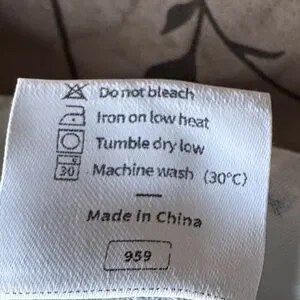 Do not bleach
Iron on low heat
Tumble dry low
30 Machine wash (30°C)
Made in China
959